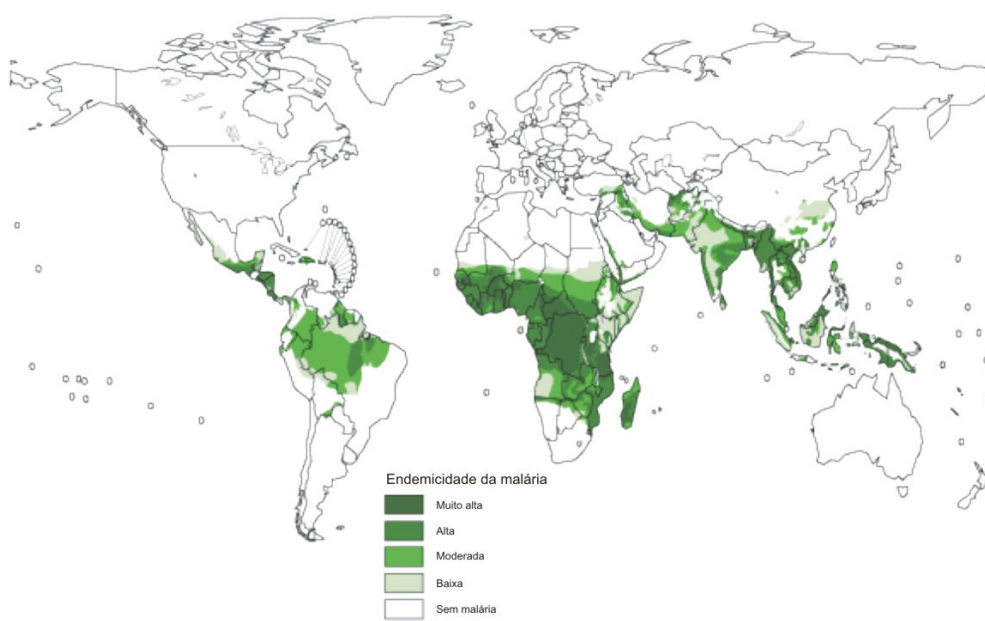 Endemicidade da malária
Muito alta
Alta
Moderada
Baixa
Sem malária